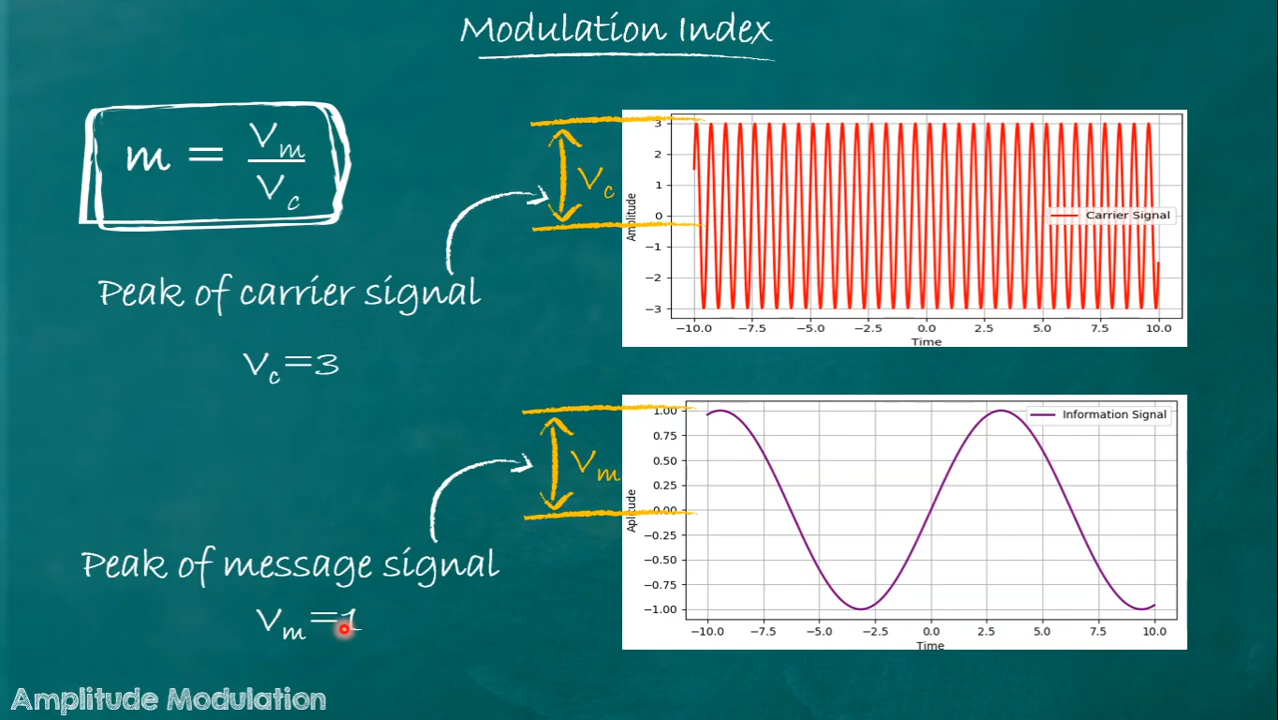 Modulation Index
m = Vm/Vc
Peak of carrier signal
Vc=3
Vc
3
2
1
0
−1
−2
−3
Amplitude
Carrier Signal
−10.0 −7.5 −5.0 −2.5 0.0 2.5 5.0 7.5 10.0
Time
Vm
1.00
0.75
0.50
0.25
0.00
−0.25
−0.50
−0.75
−1.00
Information Signal
−10.0 −7.5 −5.0 −2.5 0.0 2.5 5.0 7.5 10.0
Time
Peak of message signal
Vm=1
Amplitude Modulation